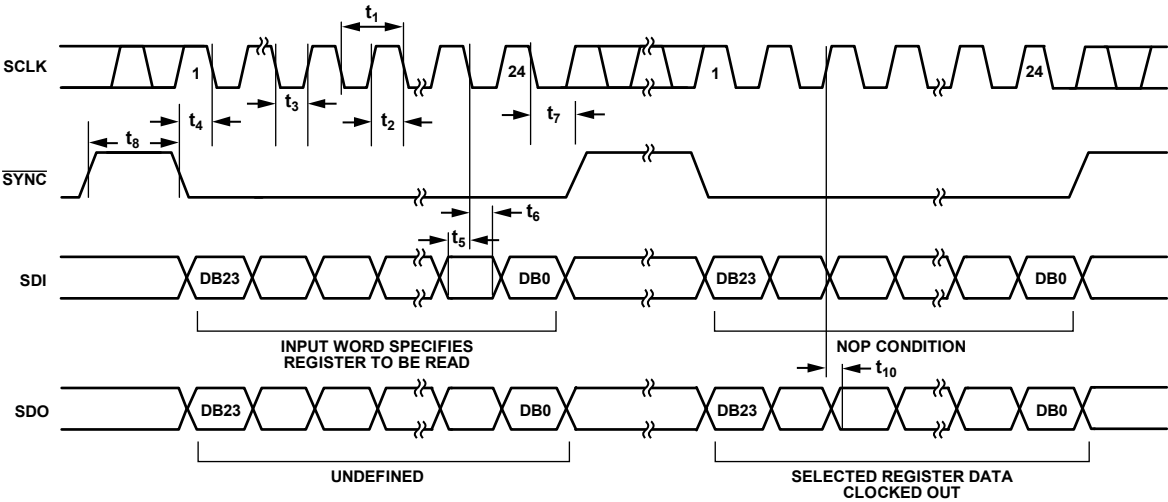 t1
SCLK
1
24
1
24
t3
t2
t4
t7
t8
SYNC
t6
t5
SDI
DB23
DB0
DB23
DB0
INPUT WORD SPECIFIES
REGISTER TO BE READ
NOP CONDITION
t10
SDO
DB23
DB0
DB23
DB0
UNDEFINED
SELECTED REGISTER DATA
CLOCKED OUT